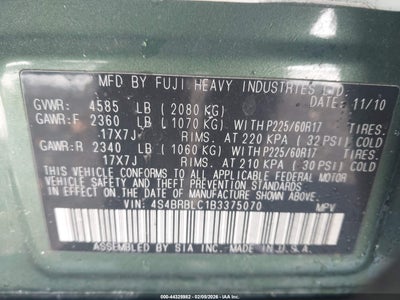 MFD BY FUJI HEAVY INDUSTRIES LTD.
DATE: 11/10
GVWR: 4585 LB (2080 KG)
GAWR:F 2360 LB (1070 KG) WITH P225/60R17 TIRES.
17X7J RIMS. AT 220 KPA (32 PSI) COLD
GAWR:R 2340 LB (1060 KG) WITH P225/60R17 TIRES.
17X7J RIMS. AT 210 KPA (30 PSI) COLD
THIS VEHICLE CONFORMS TO ALL APPLICABLE
FEDERAL MOTOR VEHICLE SAFETY, BUMPER AND THEFT PREVENTION
STANDARDS IN EFFECT ON THE DATE OF MANUFACTURE SHOWN ABOVE.
VIN: 4S4BRBLC1B3375070 MPV
ASSEMBLED BY SIA INC. MADE IN U.S.A.
© 44328982 - 02/09/2026 - IAAI.COM